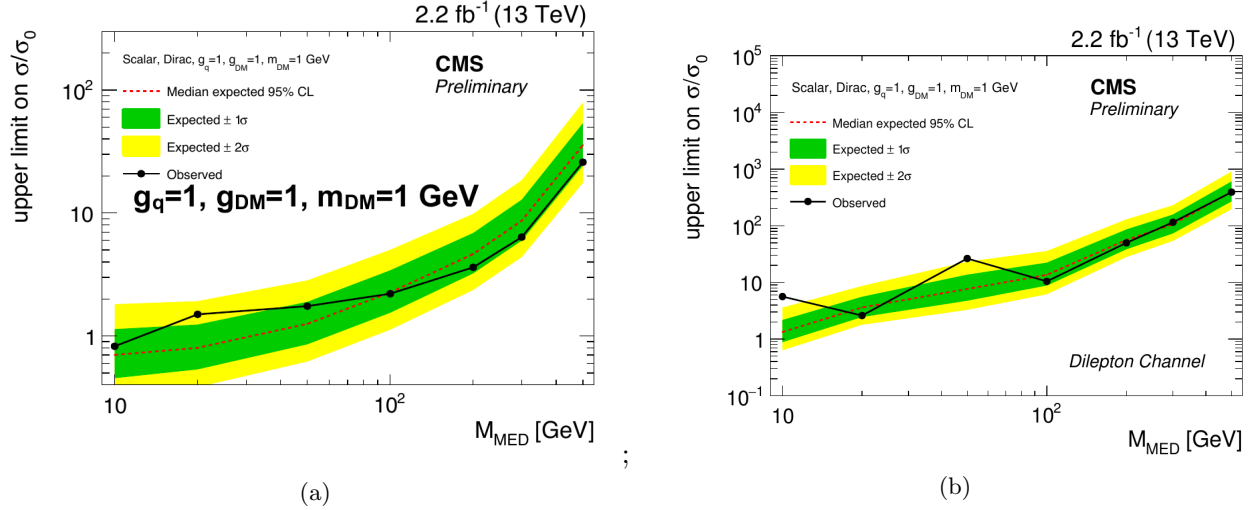 2.2 fb⁻¹ (13 TeV)
upper limit on σ/σ₀
Scalar, Dirac, g_q=1, g_DM=1, m_DM=1 GeV
CMS
Preliminary
Median expected 95% CL
Expected ± 1σ
Expected ± 2σ
Observed
g_q=1, g_DM=1, m_DM=1 GeV
10²
10
1
10
10²
M_MED [GeV]
(a)
;
2.2 fb⁻¹ (13 TeV)
upper limit on σ/σ₀
Scalar, Dirac, g_q=1, g_DM=1, m_DM=1 GeV
CMS
Preliminary
Median expected 95% CL
Expected ± 1σ
Expected ± 2σ
Observed
10⁵
10⁴
10³
10²
10
1
10⁻¹
Dilepton Channel
10
10²
M_MED [GeV]
(b)